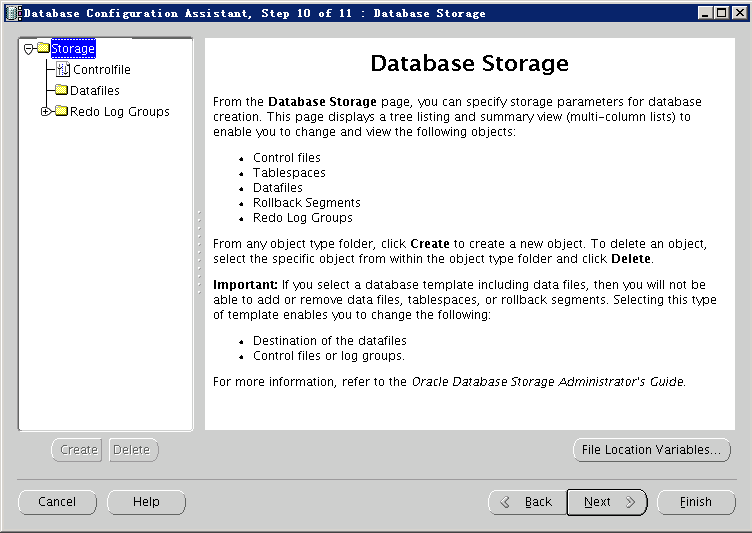 Database Configuration Assistant, Step 10 of 11 : Database Storage
Storage
Controlfile
Datafiles
Redo Log Groups
Create
Delete
Database Storage
From the Database Storage page, you can specify storage parameters for database
creation. This page displays a tree listing and summary view (multi-column lists) to
enable you to change and view the following objects:
• Control files
• Tablespaces
• Datafiles
• Rollback Segments
• Redo Log Groups
From any object type folder, click Create to create a new object. To delete an object,
select the specific object from within the object type folder and click Delete.
Important: If you select a database template including data files, then you will not be
able to add or remove data files, tablespaces, or rollback segments. Selecting this type
of template enables you to change the following:
• Destination of the datafiles
• Control files or log groups.
For more information, refer to the Oracle Database Storage Administrator's Guide.
File Location Variables...
Cancel
Help
Back
Next
Finish